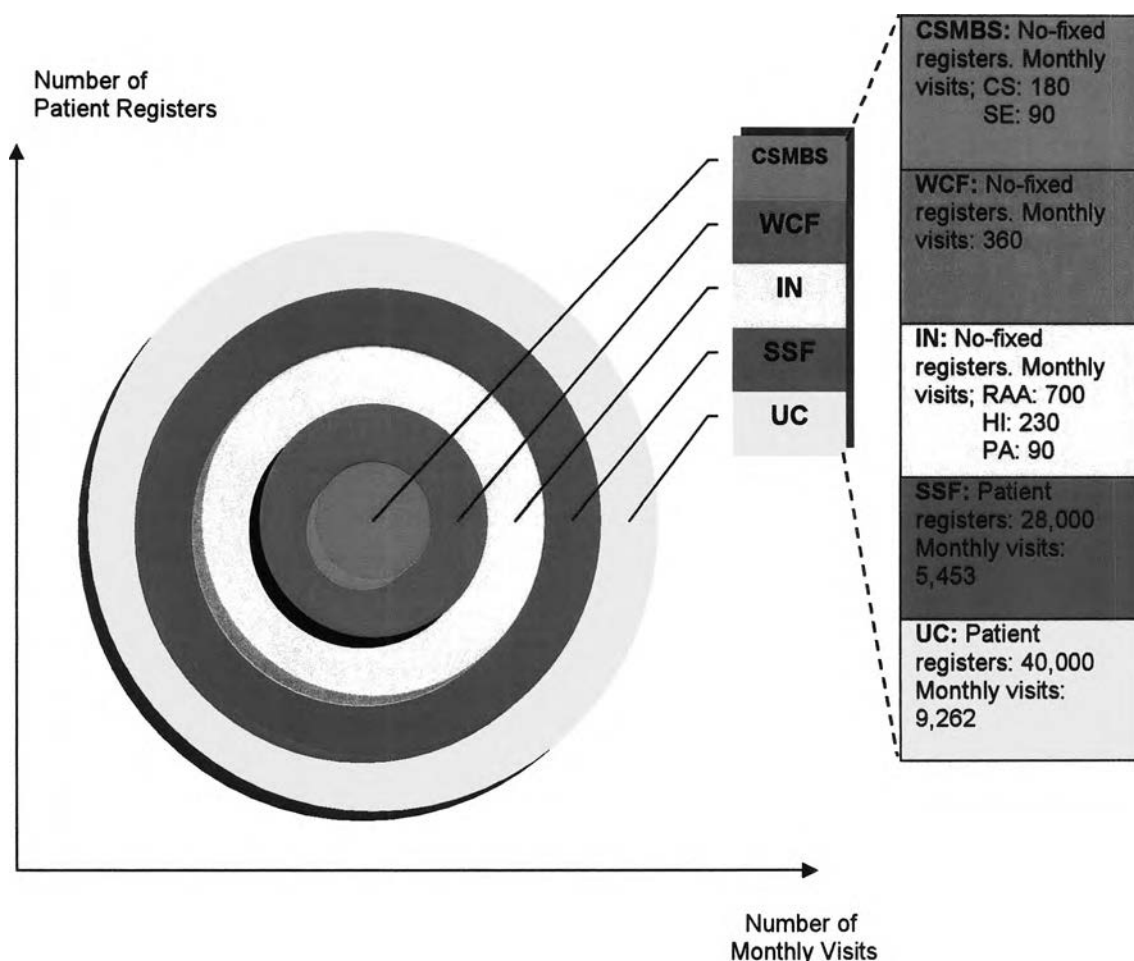 Number of
Patient Registers
CSMBS
WCF
IN
SSF
UC
CSMBS: No-fixed
registers. Monthly
visits; CS: 180
SE: 90
WCF: No-fixed
registers. Monthly
visits: 360
IN: No-fixed
registers. Monthly
visits; RAA: 700
HI: 230
PA: 90
SSF: Patient
registers: 28,000
Monthly visits:
5,453
UC: Patient
registers: 40,000
Monthly visits:
9,262
Number of
Monthly Visits